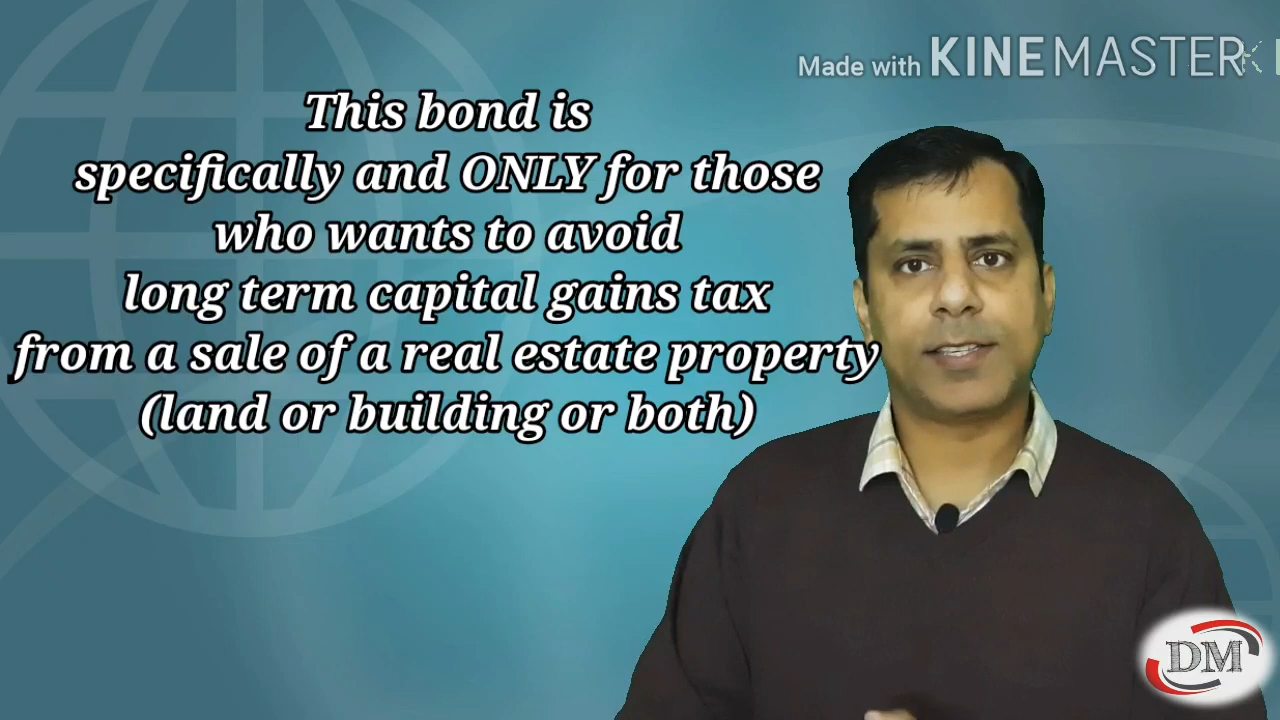 Made with KINEMASTER
This bond is
specifically and ONLY for those
who wants to avoid
long term capital gains tax
from a sale of a real estate property
(land or building or both)
DM